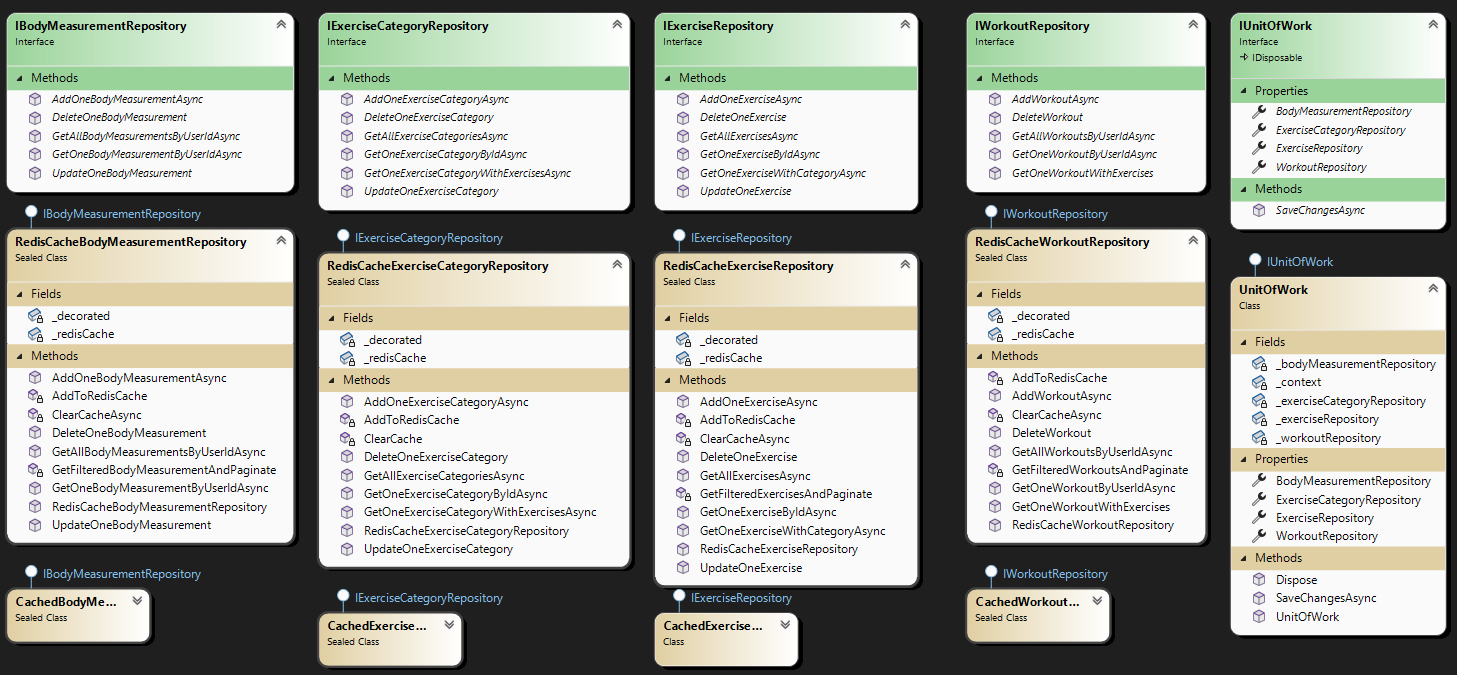 IBodyMeasurementRepository
Interface
Methods
AddOneBodyMeasurementAsync
DeleteOneBodyMeasurement
GetAllBodyMeasurementsByUserIdAsync
GetOneBodyMeasurementByUserIdAsync
UpdateOneBodyMeasurement
IBodyMeasurementRepository
RedisCacheBodyMeasurementRepository
Sealed Class
Fields
_decorated
_redisCache
Methods
AddOneBodyMeasurementAsync
AddToRedisCache
ClearCacheAsync
DeleteOneBodyMeasurement
GetAllBodyMeasurementsByUserIdAsync
GetFilteredBodyMeasurementAndPaginate
GetOneBodyMeasurementByUserIdAsync
RedisCacheBodyMeasurementRepository
UpdateOneBodyMeasurement
IBodyMeasurementRepository
CachedBodyMe...
Sealed Class
IExerciseCategoryRepository
Interface
Methods
AddOneExerciseCategoryAsync
DeleteOneExerciseCategory
GetAllExerciseCategoriesAsync
GetOneExerciseCategoryByIdAsync
GetOneExerciseCategoryWithExercisesAsync
UpdateOneExerciseCategory
IExerciseCategoryRepository
RedisCacheExerciseCategoryRepository
Sealed Class
Fields
_decorated
_redisCache
Methods
AddOneExerciseCategoryAsync
AddToRedisCache
ClearCache
DeleteOneExerciseCategory
GetAllExerciseCategoriesAsync
GetOneExerciseCategoryByIdAsync
GetOneExerciseCategoryWithExercisesAsync
RedisCacheExerciseCategoryRepository
UpdateOneExerciseCategory
IExerciseCategoryRepository
CachedExercise...
Sealed Class
IExerciseRepository
Interface
Methods
AddOneExerciseAsync
DeleteOneExercise
GetAllExercisesAsync
GetOneExerciseByIdAsync
GetOneExerciseWithCategoryAsync
UpdateOneExercise
IExerciseRepository
RedisCacheExerciseRepository
Sealed Class
Fields
_decorated
_redisCache
Methods
AddOneExerciseAsync
AddToRedisCache
ClearCacheAsync
DeleteOneExercise
GetAllExercisesAsync
GetFilteredExercisesAndPaginate
GetOneExerciseByIdAsync
GetOneExerciseWithCategoryAsync
RedisCacheExerciseRepository
UpdateOneExercise
IExerciseRepository
CachedExercise...
Class
IWorkoutRepository
Interface
Methods
AddWorkoutAsync
DeleteWorkout
GetAllWorkoutsByUserIdAsync
GetOneWorkoutByUserIdAsync
GetOneWorkoutWithExercises
IWorkoutRepository
RedisCacheWorkoutRepository
Sealed Class
Fields
_decorated
_redisCache
Methods
AddToRedisCache
AddWorkoutAsync
ClearCacheAsync
DeleteWorkout
GetAllWorkoutsByUserIdAsync
GetFilteredWorkoutsAndPaginate
GetOneWorkoutByUserIdAsync
GetOneWorkoutWithExercises
RedisCacheWorkoutRepository
IWorkoutRepository
CachedWorkout...
Sealed Class
IUnitOfWork
Interface
IDisposable
Properties
BodyMeasurementRepository
ExerciseCategoryRepository
ExerciseRepository
WorkoutRepository
Methods
SaveChangesAsync
IUnitOfWork
UnitOfWork
Class
Fields
_bodyMeasurementRepository
_context
_exerciseCategoryRepository
_exerciseRepository
_workoutRepository
Properties
BodyMeasurementRepository
ExerciseCategoryRepository
ExerciseRepository
WorkoutRepository
Methods
Dispose
SaveChangesAsync
UnitOfWork